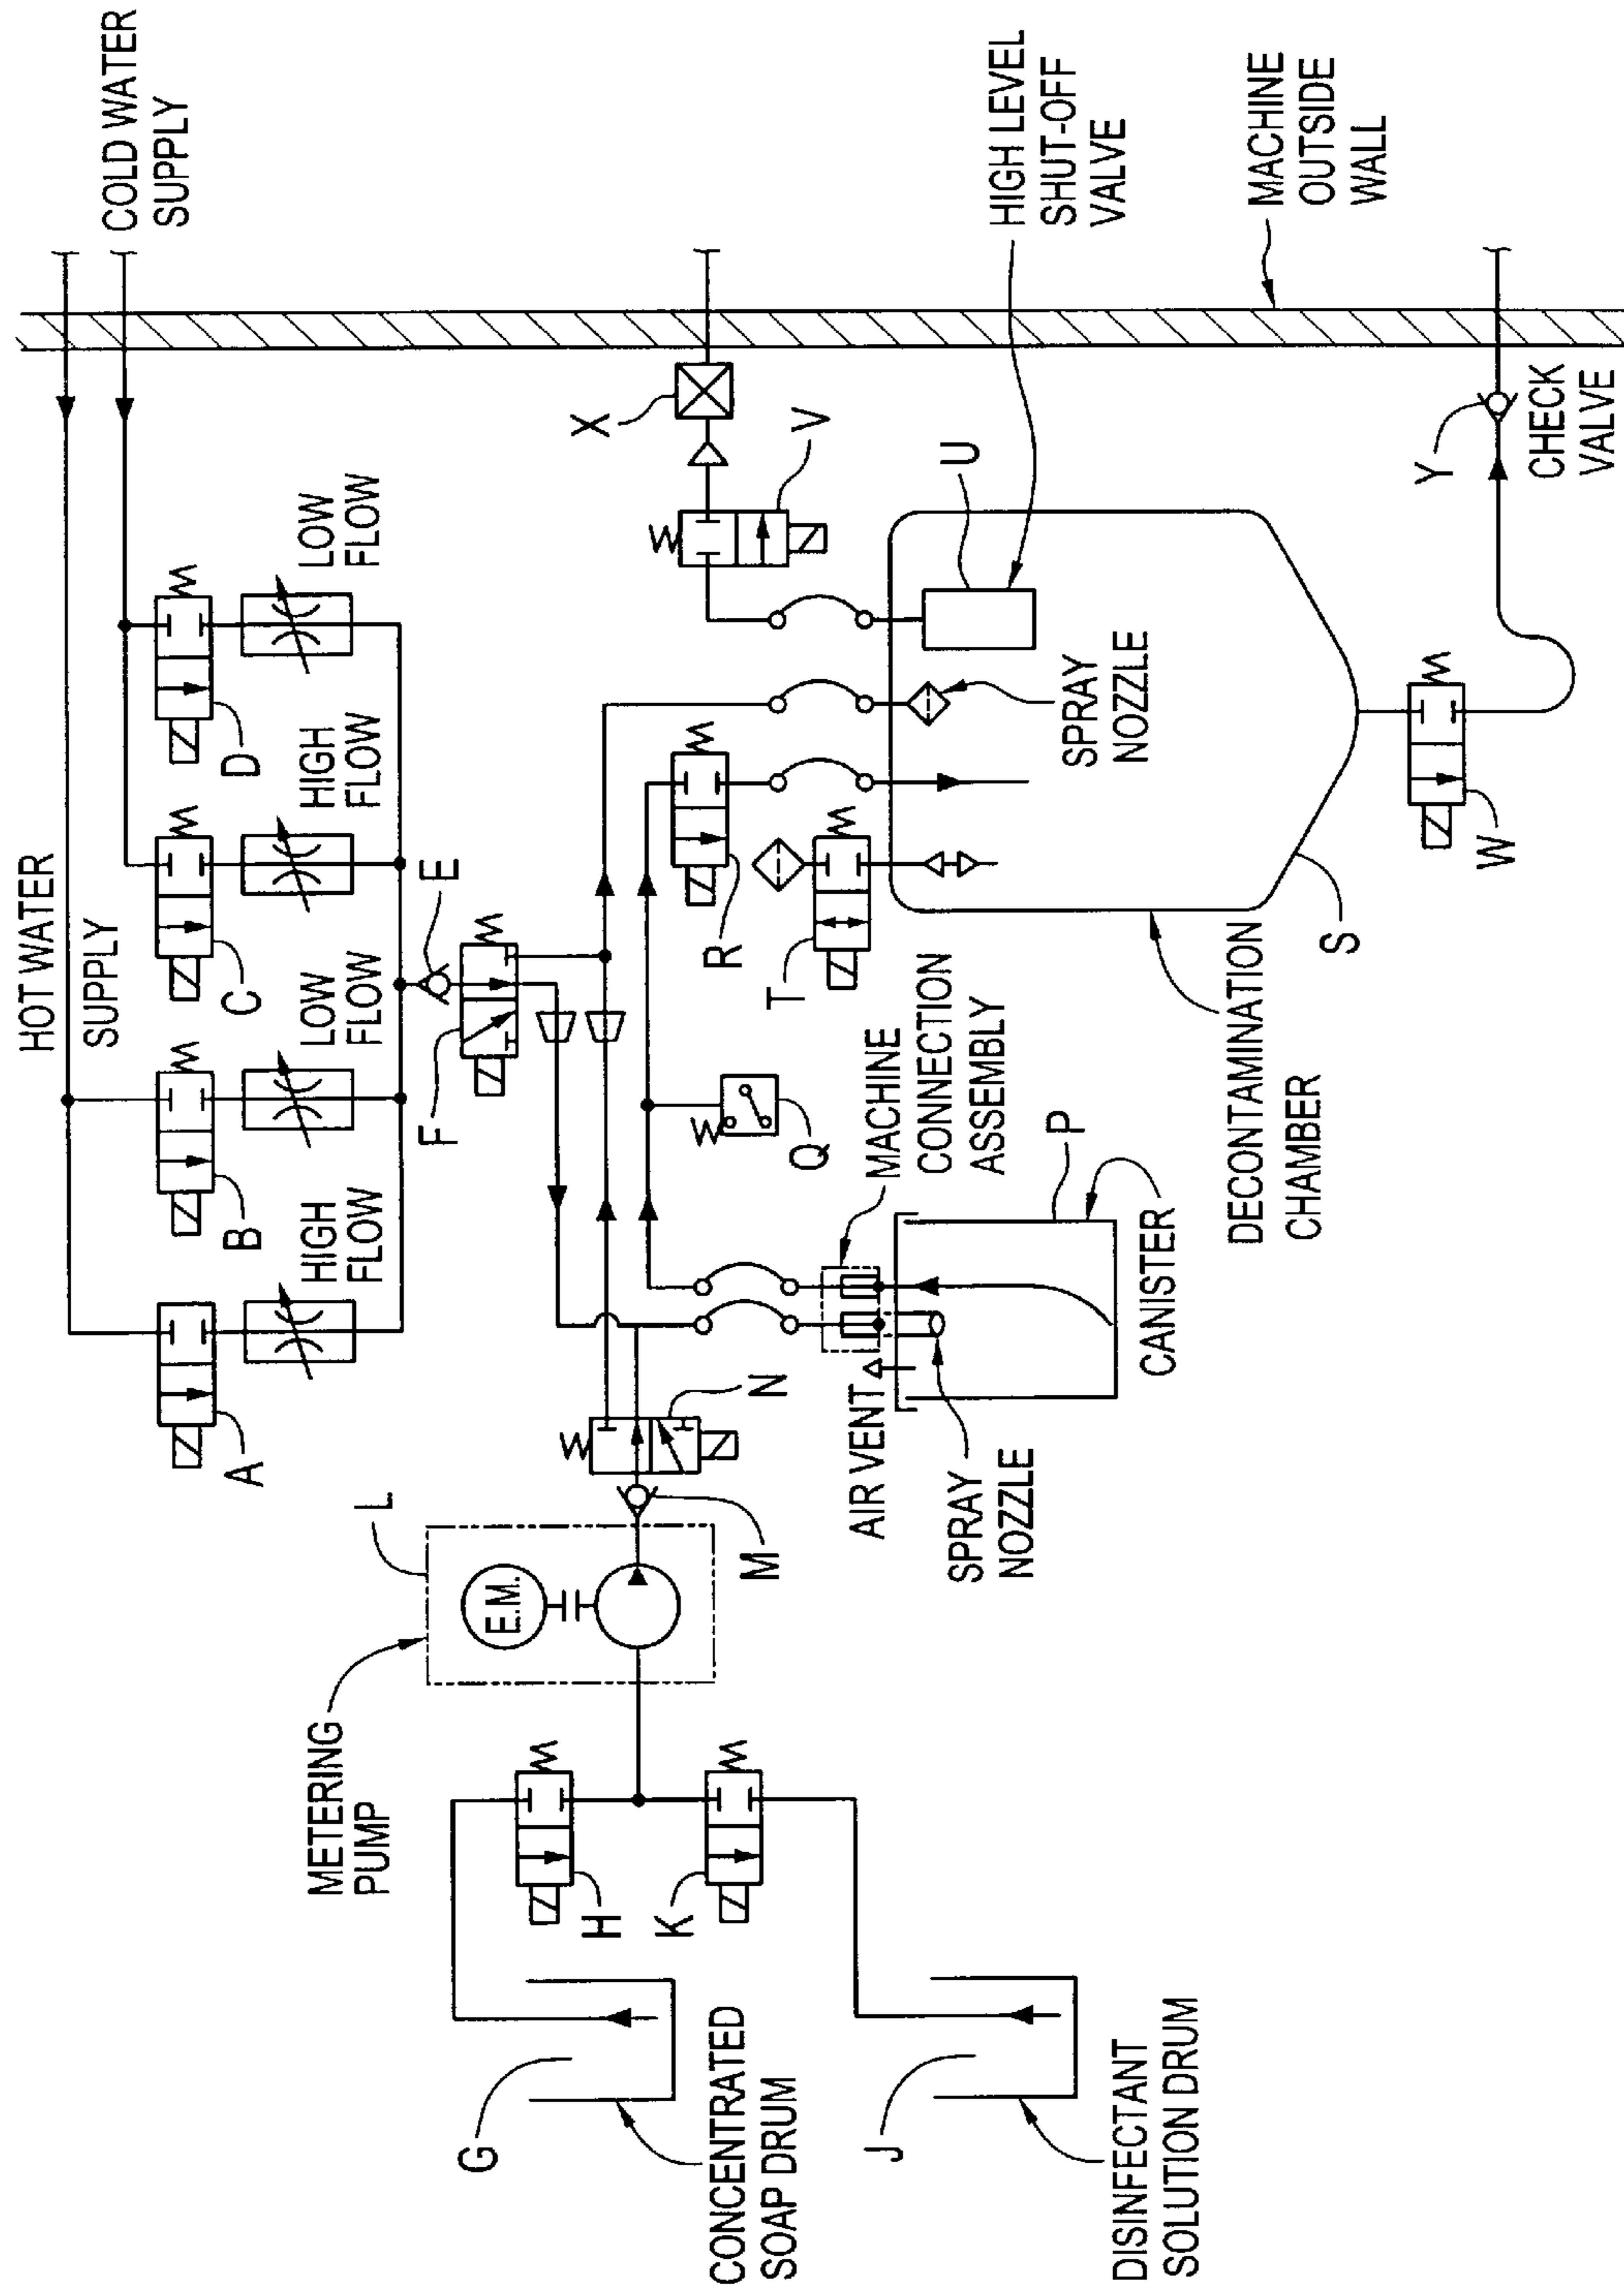 HOT WATER
SUPPLY
COLD WATER
SUPPLY
A
HIGH
FLOW
B
LOW
FLOW
C
HIGH
FLOW
D
LOW
FLOW
E
F
METERING
PUMP
L
E.M.
M
N
H
K
G
CONCENTRATED
SOAP DRUM
J
DISINFECTANT
SOLUTION DRUM
AIR VENT
SPRAY
NOZZLE
MACHINE
CONNECTION
ASSEMBLY
P
CANISTER
Q
R
T
SPRAY
NOZZLE
U
V
X
HIGH LEVEL
SHUT-OFF
VALVE
MACHINE
OUTSIDE
WALL
DECONTAMINATION
CHAMBER
S
W
Y
CHECK
VALVE